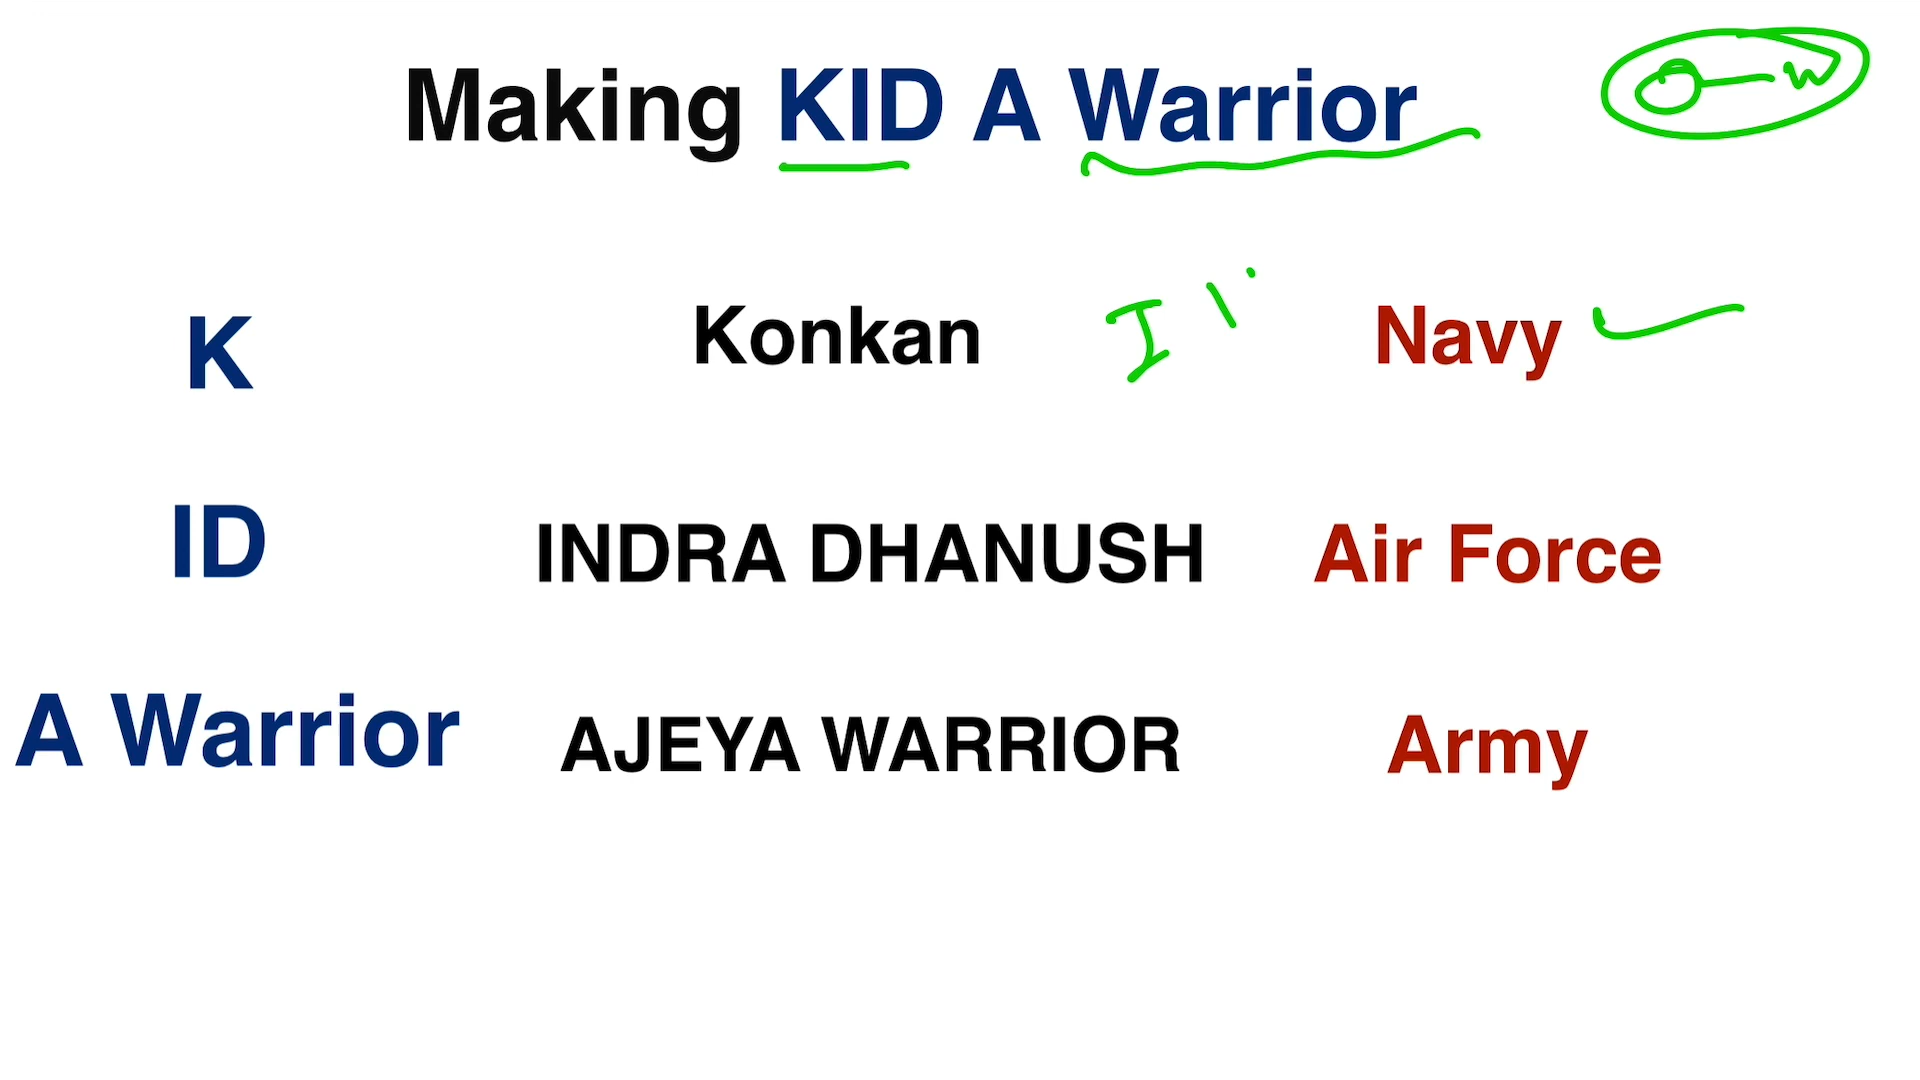 Making KID A Warrior
K Konkan Navy
ID INDRA DHANUSH Air Force
A Warrior AJEYA WARRIOR Army